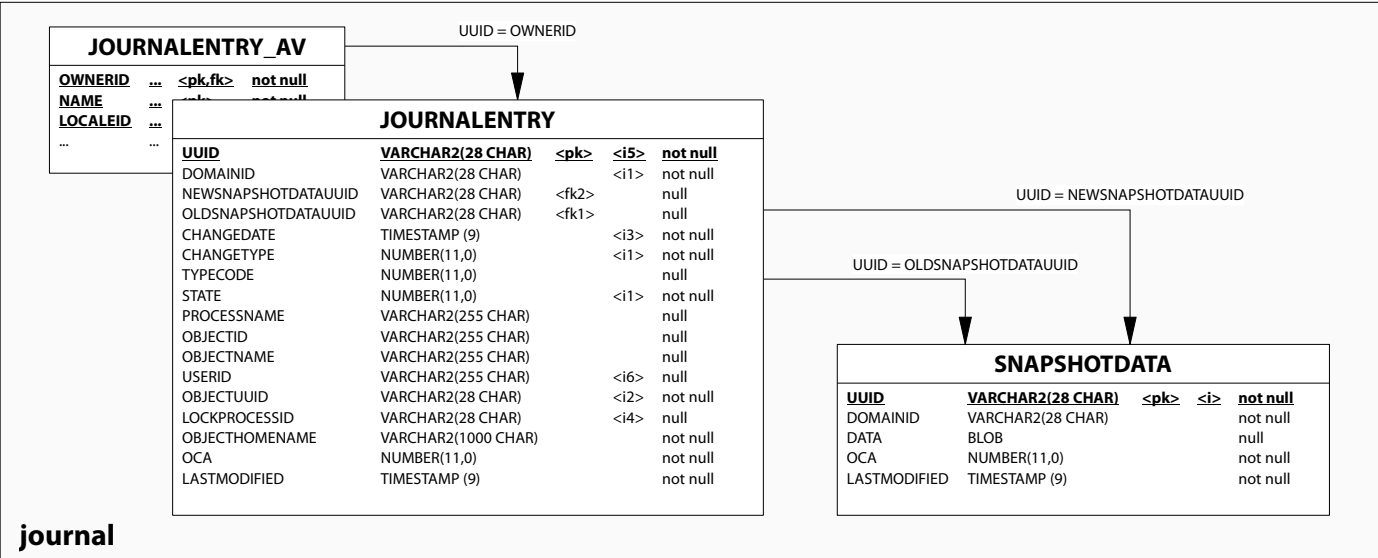 UUID = OWNERID
JOURNALENTRY_AV
OWNERID ... <pk,fk> not null
NAME ...
LOCALEID ...
... ...
JOURNALENTRY
UUID VARCHAR2(28 CHAR) <pk> <i5> not null
DOMAINID VARCHAR2(28 CHAR) <i1> not null
NEWSNAPSHOTDATAUUID VARCHAR2(28 CHAR) <fk2> null
OLDSNAPSHOTDATAUUID VARCHAR2(28 CHAR) <fk1> null
CHANGEDATE TIMESTAMP (9) <i3> not null
CHANGETYPE NUMBER(11,0) <i1> not null
TYPECODE NUMBER(11,0) null
STATE NUMBER(11,0) <i1> not null
PROCESSNAME VARCHAR2(255 CHAR) null
OBJECTID VARCHAR2(255 CHAR) null
OBJECTNAME VARCHAR2(255 CHAR) null
USERID VARCHAR2(255 CHAR) <i6> null
OBJECTUUID VARCHAR2(28 CHAR) <i2> not null
LOCKPROCESSID VARCHAR2(28 CHAR) <i4> null
OBJECTHOMENAME VARCHAR2(1000 CHAR) not null
OCA NUMBER(11,0) not null
LASTMODIFIED TIMESTAMP (9) not null
UUID = NEWSNAPSHOTDATAUUID
UUID = OLDSNAPSHOTDATAUUID
SNAPSHOTDATA
UUID VARCHAR2(28 CHAR) <pk> <i> not null
DOMAINID VARCHAR2(28 CHAR) not null
DATA BLOB null
OCA NUMBER(11,0) not null
LASTMODIFIED TIMESTAMP (9) not null
journal